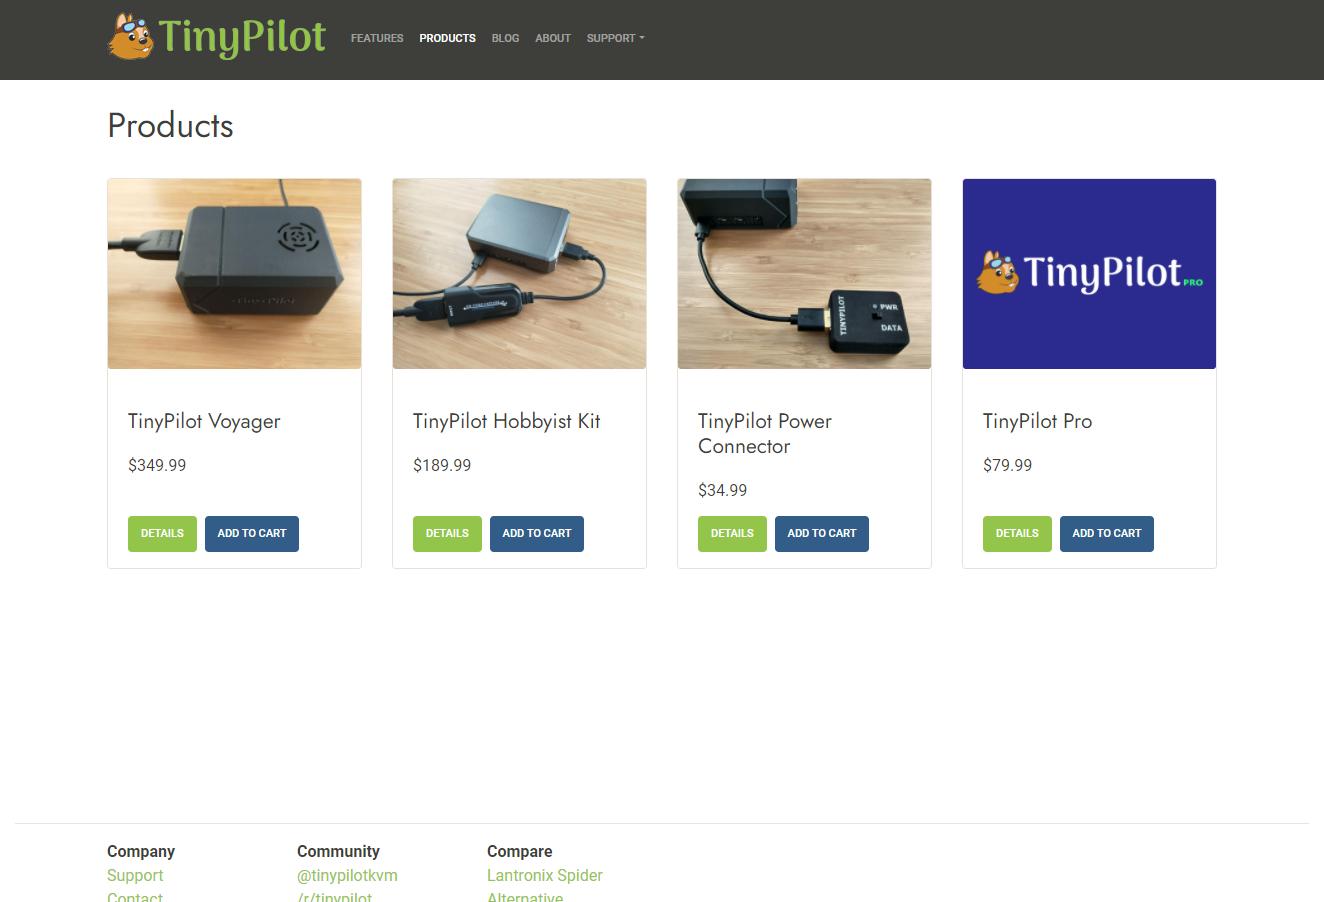 TinyPilot
FEATURES
PRODUCTS
BLOG
ABOUT
SUPPORT
Products
TinyPilot
TINYPILOT
PWR
DATA
TinyPilot PRO
TinyPilot Voyager
$349.99
DETAILS
ADD TO CART
TinyPilot Hobbyist Kit
$189.99
DETAILS
ADD TO CART
TinyPilot Power
Connector
$34.99
DETAILS
ADD TO CART
TinyPilot Pro
$79.99
DETAILS
ADD TO CART
Company
Support
Contact
Community
@tinypilotkvm
/r/tinypilot
Compare
Lantronix Spider
Alternative